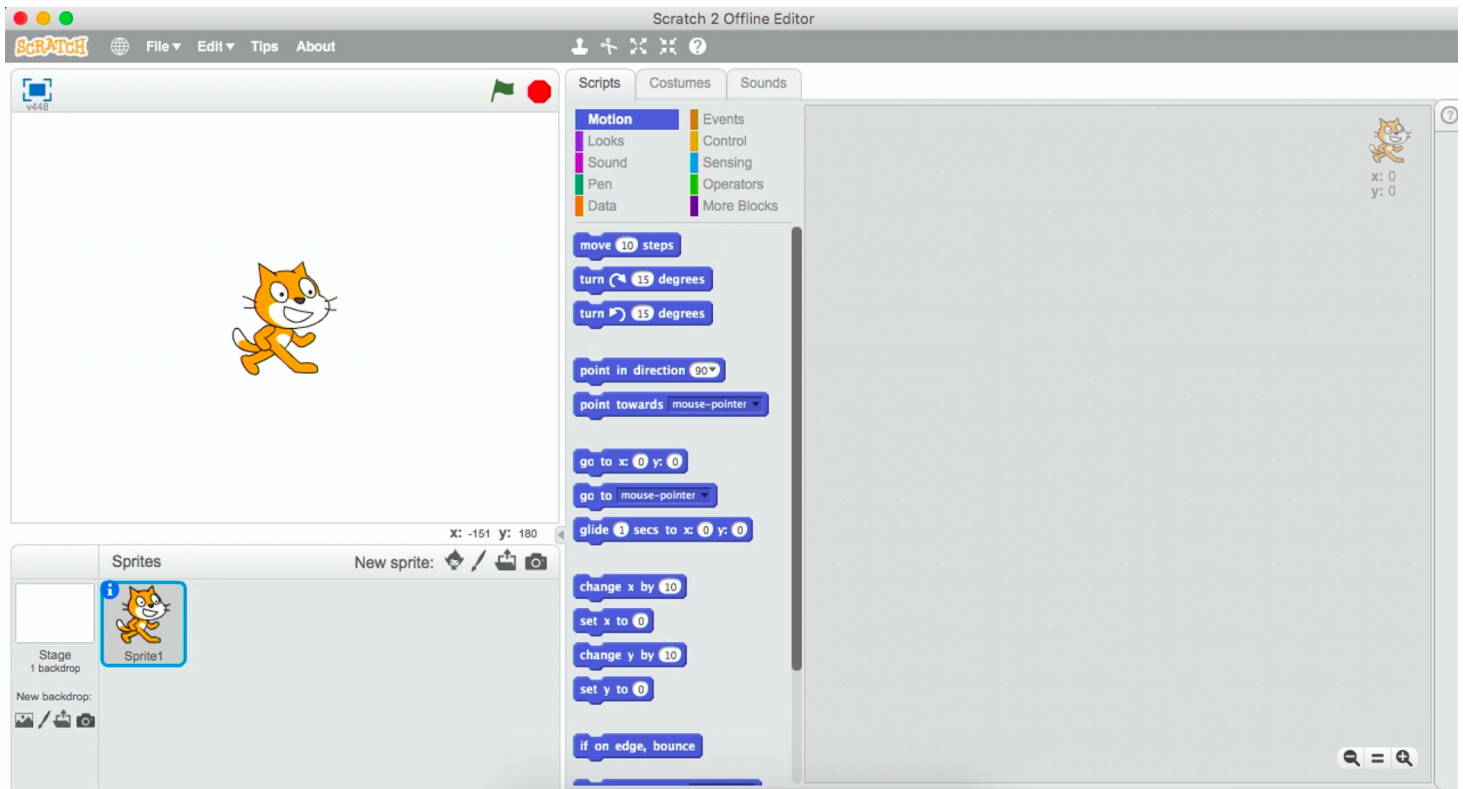 Scratch 2 Offline Editor
SCRATCH File Edit Tips About
v448
Scripts Costumes Sounds
Motion Events
Looks Control
Sound Sensing
Pen Operators
Data More Blocks
move 10 steps
turn 15 degrees
turn 15 degrees
point in direction 90
point towards mouse-pointer
go to x: 0 y: 0
go to mouse-pointer
glide 1 secs to x: 0 y: 0
change x by 10
set x to 0
change y by 10
set y to 0
if on edge, bounce
x: 0
y: 0
X: -151 y: 180
Sprites New sprite:
Sprite1
Stage
1 backdrop
New backdrop: